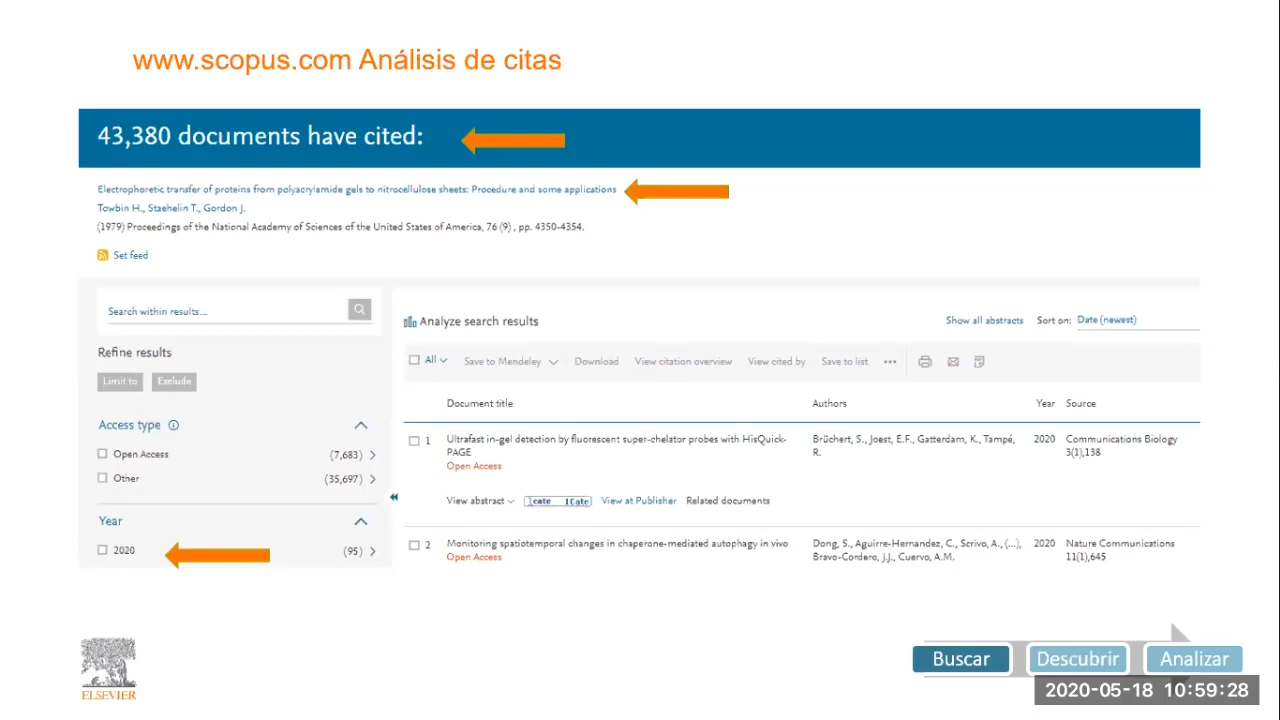 www.scopus.com Análisis de citas
43,380 documents have cited:
Electrophoretic transfer of proteins from polyacrylamide gels to nitrocellulose sheets: Procedure and some applications
Towbin H., Staehelin T., Gordon J.
(1979) Proceedings of the National Academy of Sciences of the United States of America, 76 (9) , pp. 4350-4354.
Set feed
Search within results...
Refine results
Limit to Exclude
Access type
Open Access (7,683)
Other (35,697)
Year
2020 (95)
Analyze search results Show all abstracts Sort on: Date (newest)
All Save to Mendeley Download View citation overview View cited by Save to list ...
Document title Authors Year Source
1 Ultrafast in-gel detection by fluorescent super-chelator probes with HisQuick- Brüchert, S., Joest, E.F., Gatterdam, K., Tampé, 2020 Communications Biology
PAGE R. 3(1),138
Open Access
View abstract 1Cate View at Publisher Related documents
2 Monitoring spatiotemporal changes in chaperone-mediated autophagy in vivo Dong, S., Aguirre-Hernandez, C., Scrivo, A., (...), 2020 Nature Communications
Open Access Bravo-Cordero, J.J., Cuervo, A.M. 11(1),645
ELSEVIER
Buscar Descubrir Analizar
2020-05-18 10:59:28